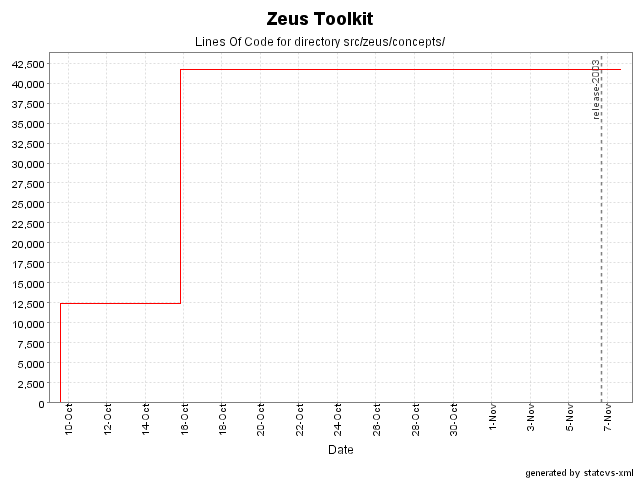 Zeus Toolkit
Lines Of Code for directory src/zeus/concepts/
42,500
40,000
37,500
35,000
32,500
30,000
27,500
25,000
22,500
20,000
17,500
15,000
12,500
10,000
7,500
5,000
2,500
0
release-2003
10-Oct
12-Oct
14-Oct
16-Oct
18-Oct
20-Oct
22-Oct
24-Oct
26-Oct
28-Oct
30-Oct
1-Nov
3-Nov
5-Nov
7-Nov
Date
generated by statcvs-xml